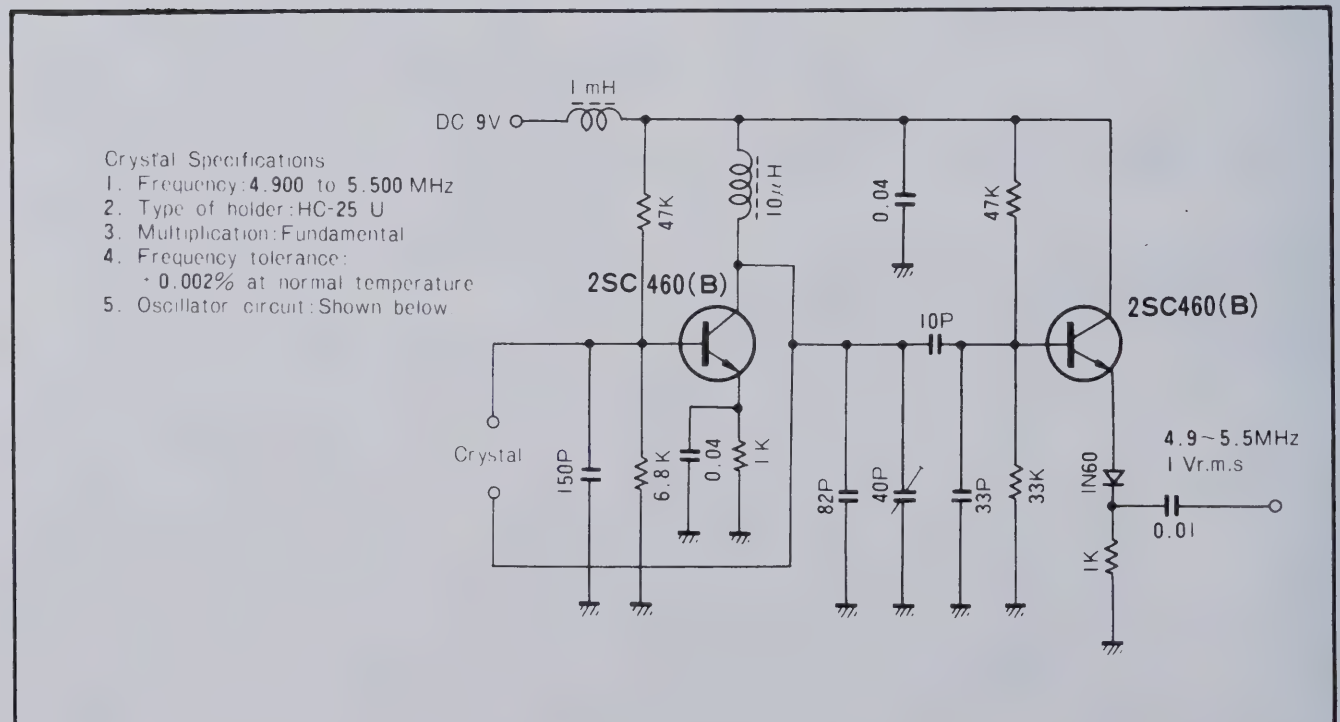 1 mH
DC 9V
Crystal Specifications
1. Frequency: 4.900 to 5.500 MHz
2. Type of holder: HC-25 U
3. Multiplication: Fundamental
4. Frequency tolerance:
0.002% at normal temperature
5. Oscillator circuit: Shown below
47K
10μH
0.04
47K
2SC460(B)
2SC460(B)
10P
Crystal
150P
6.8K
0.04
1K
82P
40P
33P
33K
1N60
4.9~5.5MHz
1 Vr.m.s
0.01
1K